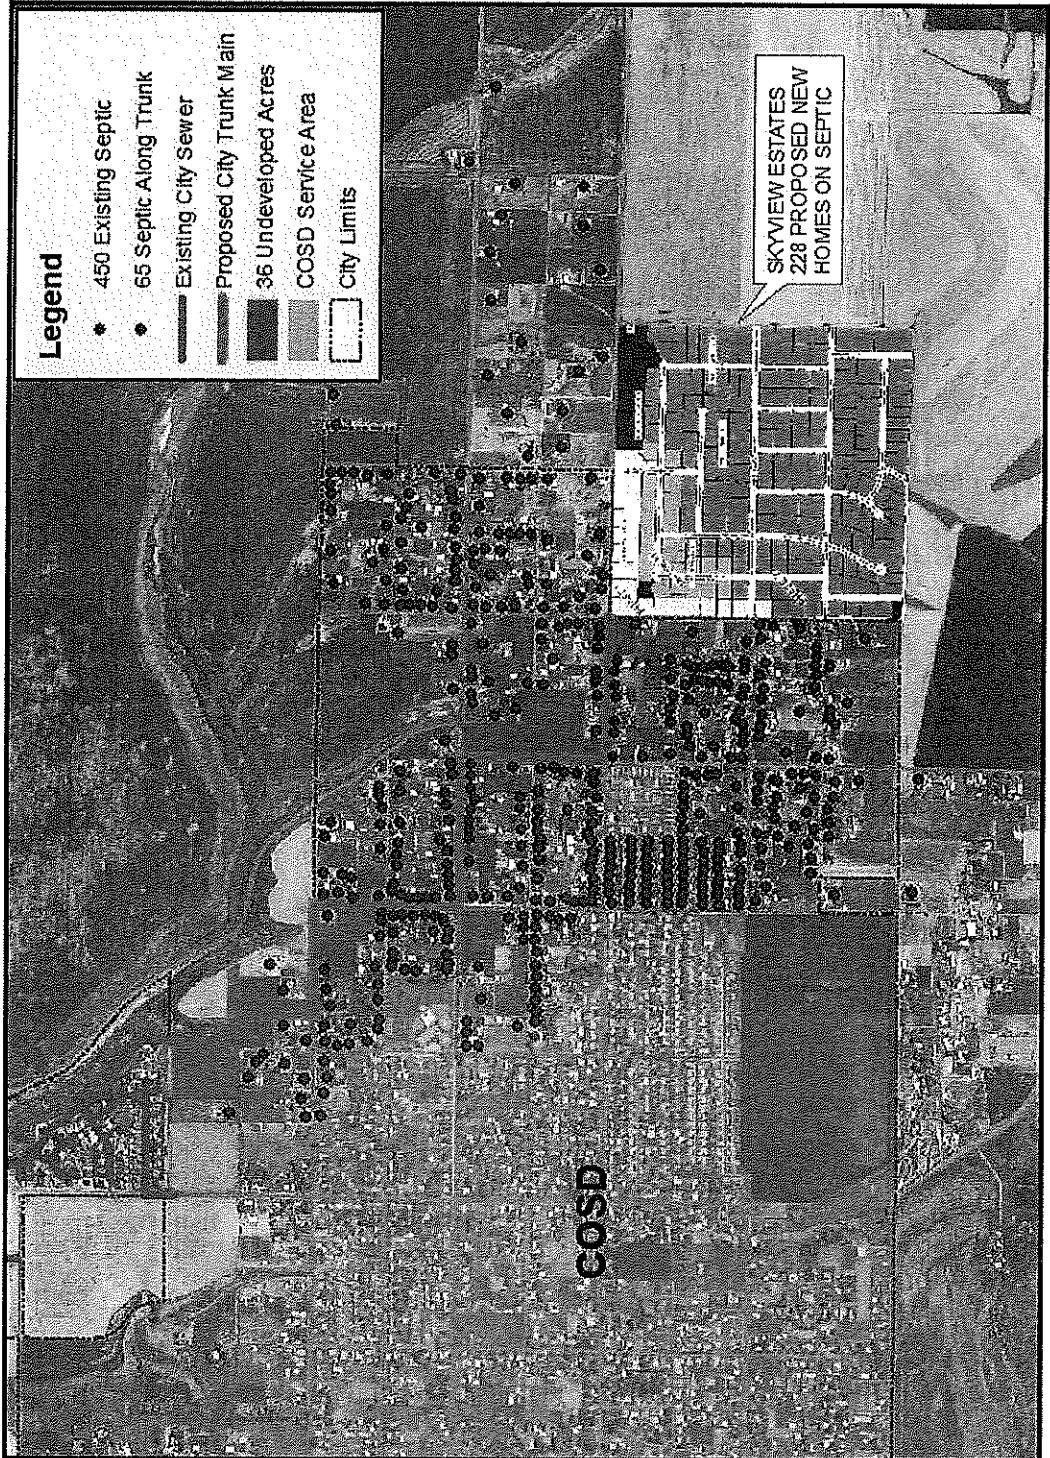 Legend
450 Existing Septic
65 Septic Along Trunk
Existing City Sewer
Proposed City Trunk Main
36 Undeveloped Acres
COSD Service Area
City Limits
SKYVIEW ESTATES
228 PROPOSED NEW
HOMES ON SEPTIC
COSD